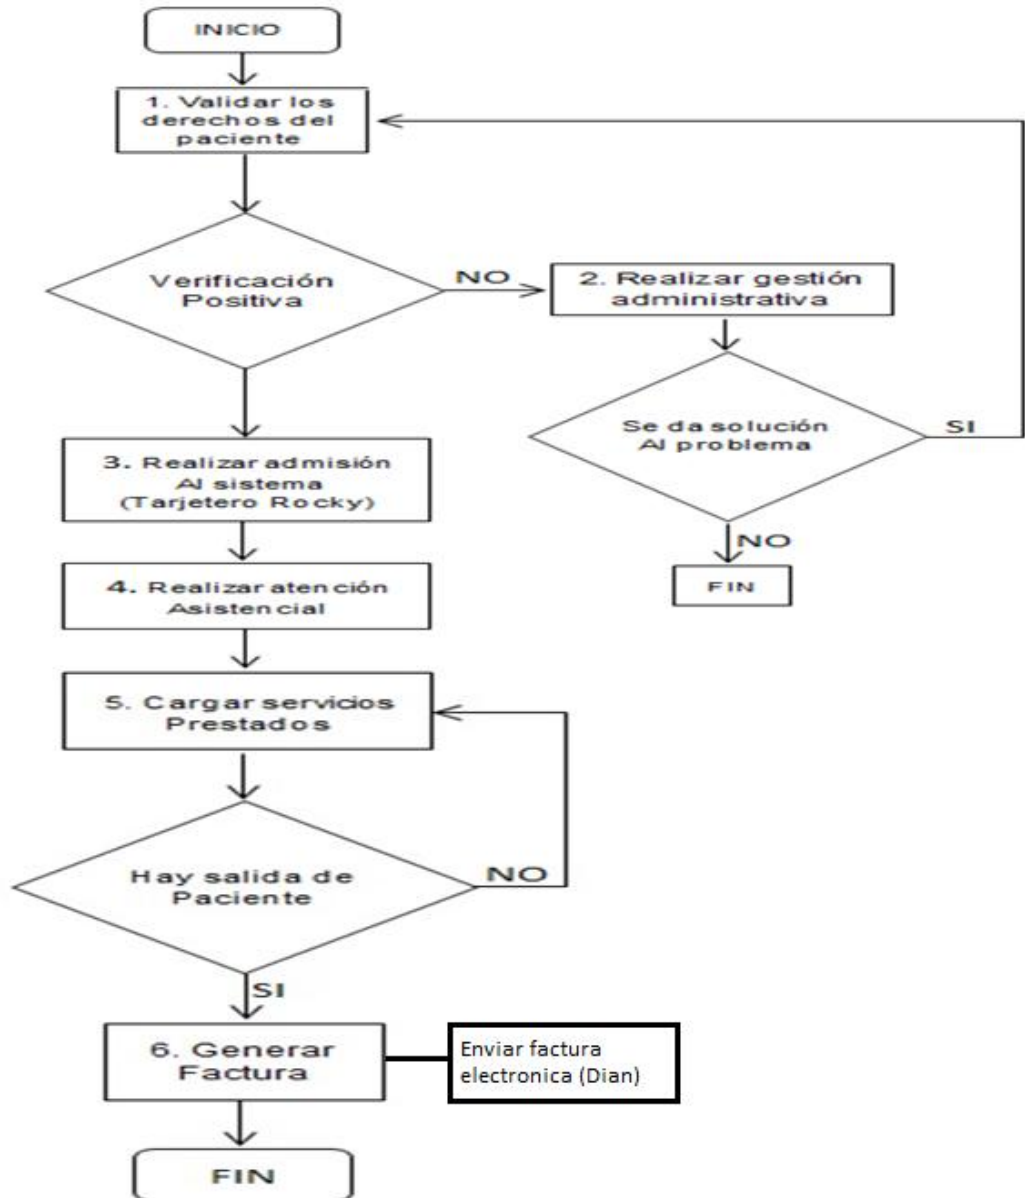 INICIO
1. Validar los
derechos del
paciente
Verificación
Positiva
NO
2. Realizar gestión
administrativa
Se da solución
Al problema
SI
NO
FIN
3. Realizar admisión
Al sistema
(Tarjetero Rocky)
4. Realizar atención
Asistencial
5. Cargar servicios
Prestados
Hay salida de
Paciente
NO
SI
6. Generar
Factura
Enviar factura
electronica (Dian)
FIN